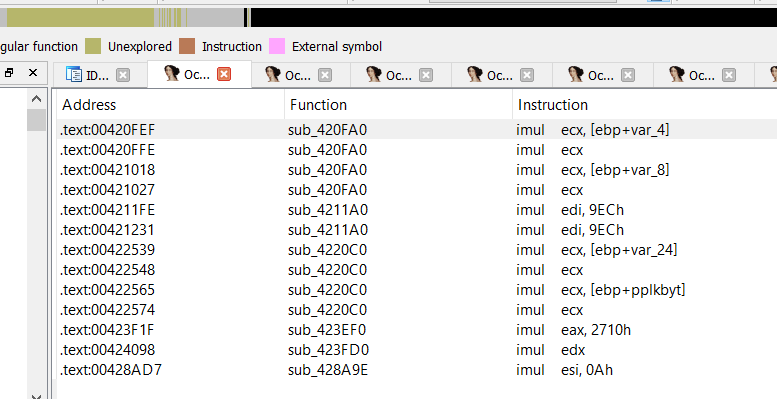 gular function Unexplored Instruction External symbol
ID... Oc... Oc... Oc... Oc... Oc... Oc...
Address Function Instruction
.text:00420FEF sub_420FA0 imul ecx, [ebp+var_4]
.text:00420FFE sub_420FA0 imul ecx
.text:00421018 sub_420FA0 imul ecx, [ebp+var_8]
.text:00421027 sub_420FA0 imul ecx
.text:004211FE sub_4211A0 imul edi, 9ECh
.text:00421231 sub_4211A0 imul edi, 9ECh
.text:00422539 sub_4220C0 imul ecx, [ebp+var_24]
.text:00422548 sub_4220C0 imul ecx
.text:00422565 sub_4220C0 imul ecx, [ebp+pplkbyt]
.text:00422574 sub_4220C0 imul ecx
.text:00423F1F sub_423EF0 imul eax, 2710h
.text:00424098 sub_423FD0 imul edx
.text:00428AD7 sub_428A9E imul esi, 0Ah